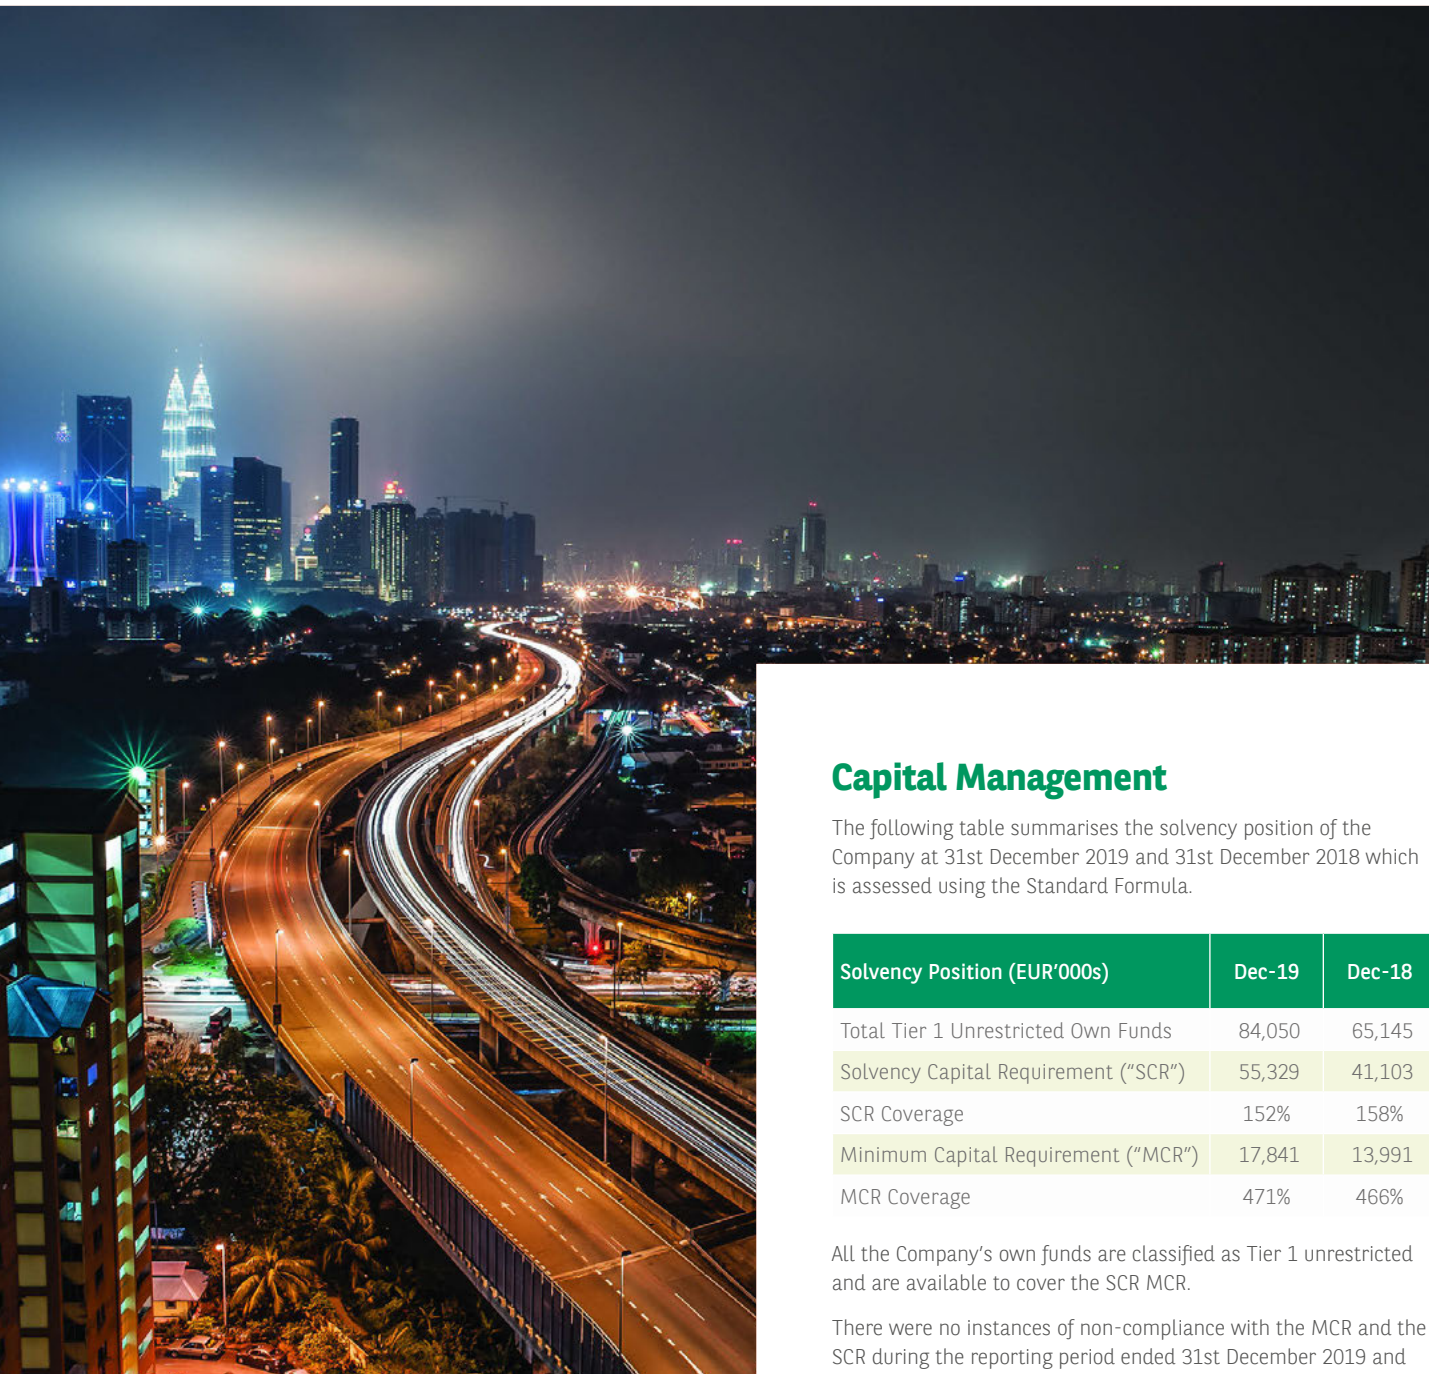 Capital Management
The following table summarises the solvency position of the
Company at 31st December 2019 and 31st December 2018 which
is assessed using the Standard Formula.
Solvency Position (EUR’000s) Dec-19 Dec-18
Total Tier 1 Unrestricted Own Funds 84,050 65,145
Solvency Capital Requirement (“SCR”) 55,329 41,103
SCR Coverage 152% 158%
Minimum Capital Requirement (“MCR”) 17,841 13,991
MCR Coverage 471% 466%
All the Company’s own funds are classified as Tier 1 unrestricted
and are available to cover the SCR MCR.
There were no instances of non-compliance with the MCR and the
SCR during the reporting period ended 31st December 2019 and